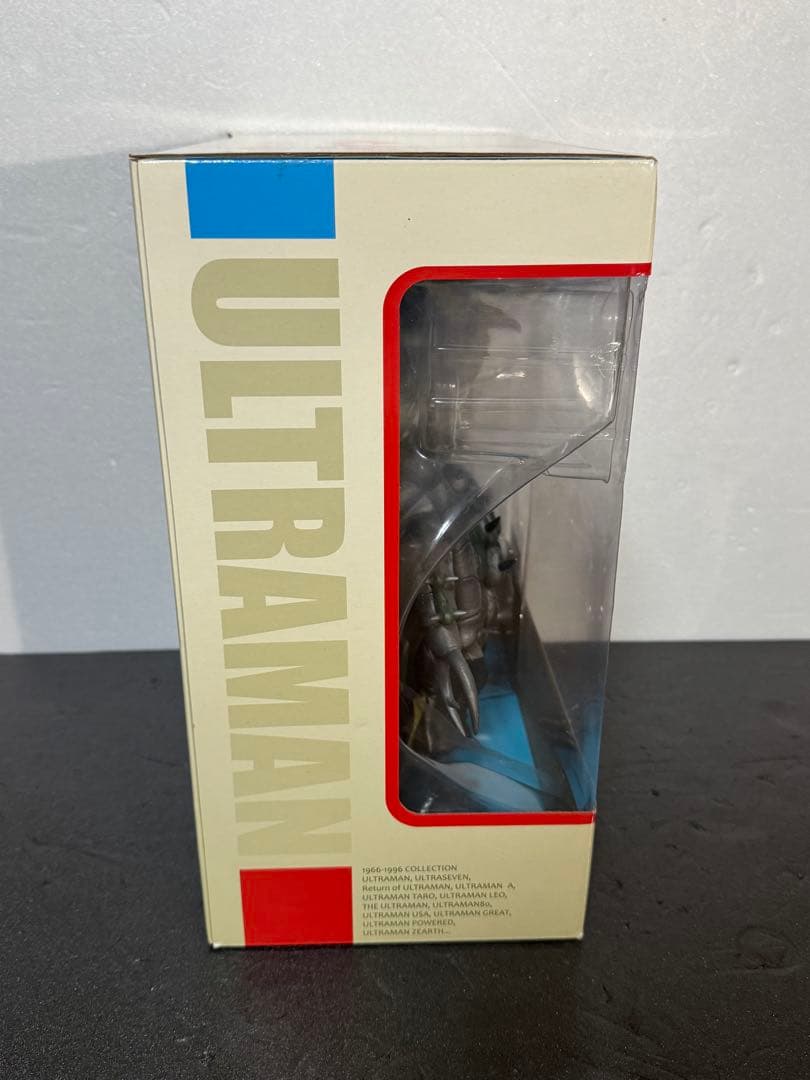 ULTRAMAN
1966-1996 COLLECTION
ULTRAMAN, ULTRASEVEN,
Return of ULTRAMAN, ULTRAMAN A,
ULTRAMAN TARO, ULTRAMAN LEO,
THE ULTRAMAN, ULTRAMAN80,
ULTRAMAN USA, ULTRAMAN GREAT,
ULTRAMAN POWERED,
ULTRAMAN ZEARTH...